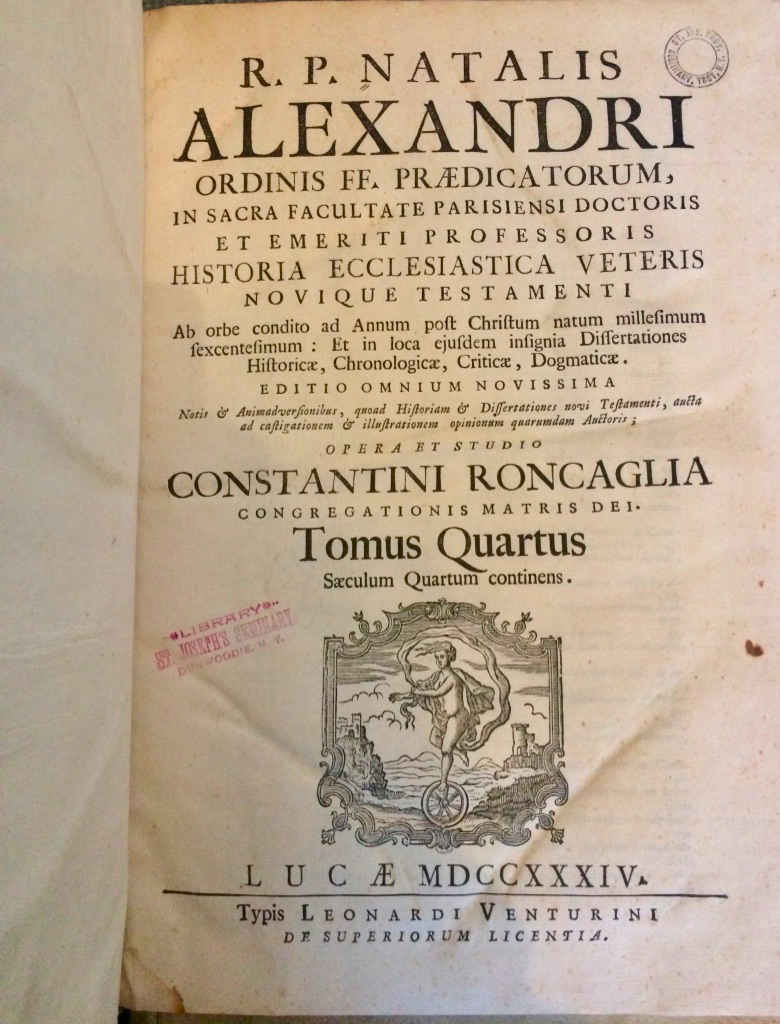 R. P. NATALIS
ALEXANDRI
ORDINIS FF. PRÆDICATORUM,
IN SACRA FACULTATE PARISIENSI DOCTORIS
ET EMERITI PROFESSORIS
HISTORIA ECCLESIASTICA VETERIS
NOVIQUE TESTAMENTI
Ab orbe condito ad Annum poſt Chriſtum natum milleſimum
ſexcenteſimum : Et in loca ejuſdem inſignia Diſſertationes
Hiſtoricæ, Chronologicæ, Criticæ, Dogmaticæ.
EDITIO OMNIUM NOVISSIMA
Notis & Animadverſionibus, quoad Hiſtoriam & Diſſertationes novi Teſtamenti, aucta
ad caſtigationem & illuſtrationem opinionum quarumdam Auctoris ;
OPERA ET STUDIO
CONSTANTINI RONCAGLIA
CONGREGATIONIS MATRIS DEI.
Tomus Quartus
Sæculum Quartum continens.
LIBRARY
ST. JOSEPH'S SEMINARY
DUNWOODIE, N. Y.
LUCÆ MDCCXXXIV.
Typis LEONARDI VENTURINI
DE SUPERIORUM LICENTIA.